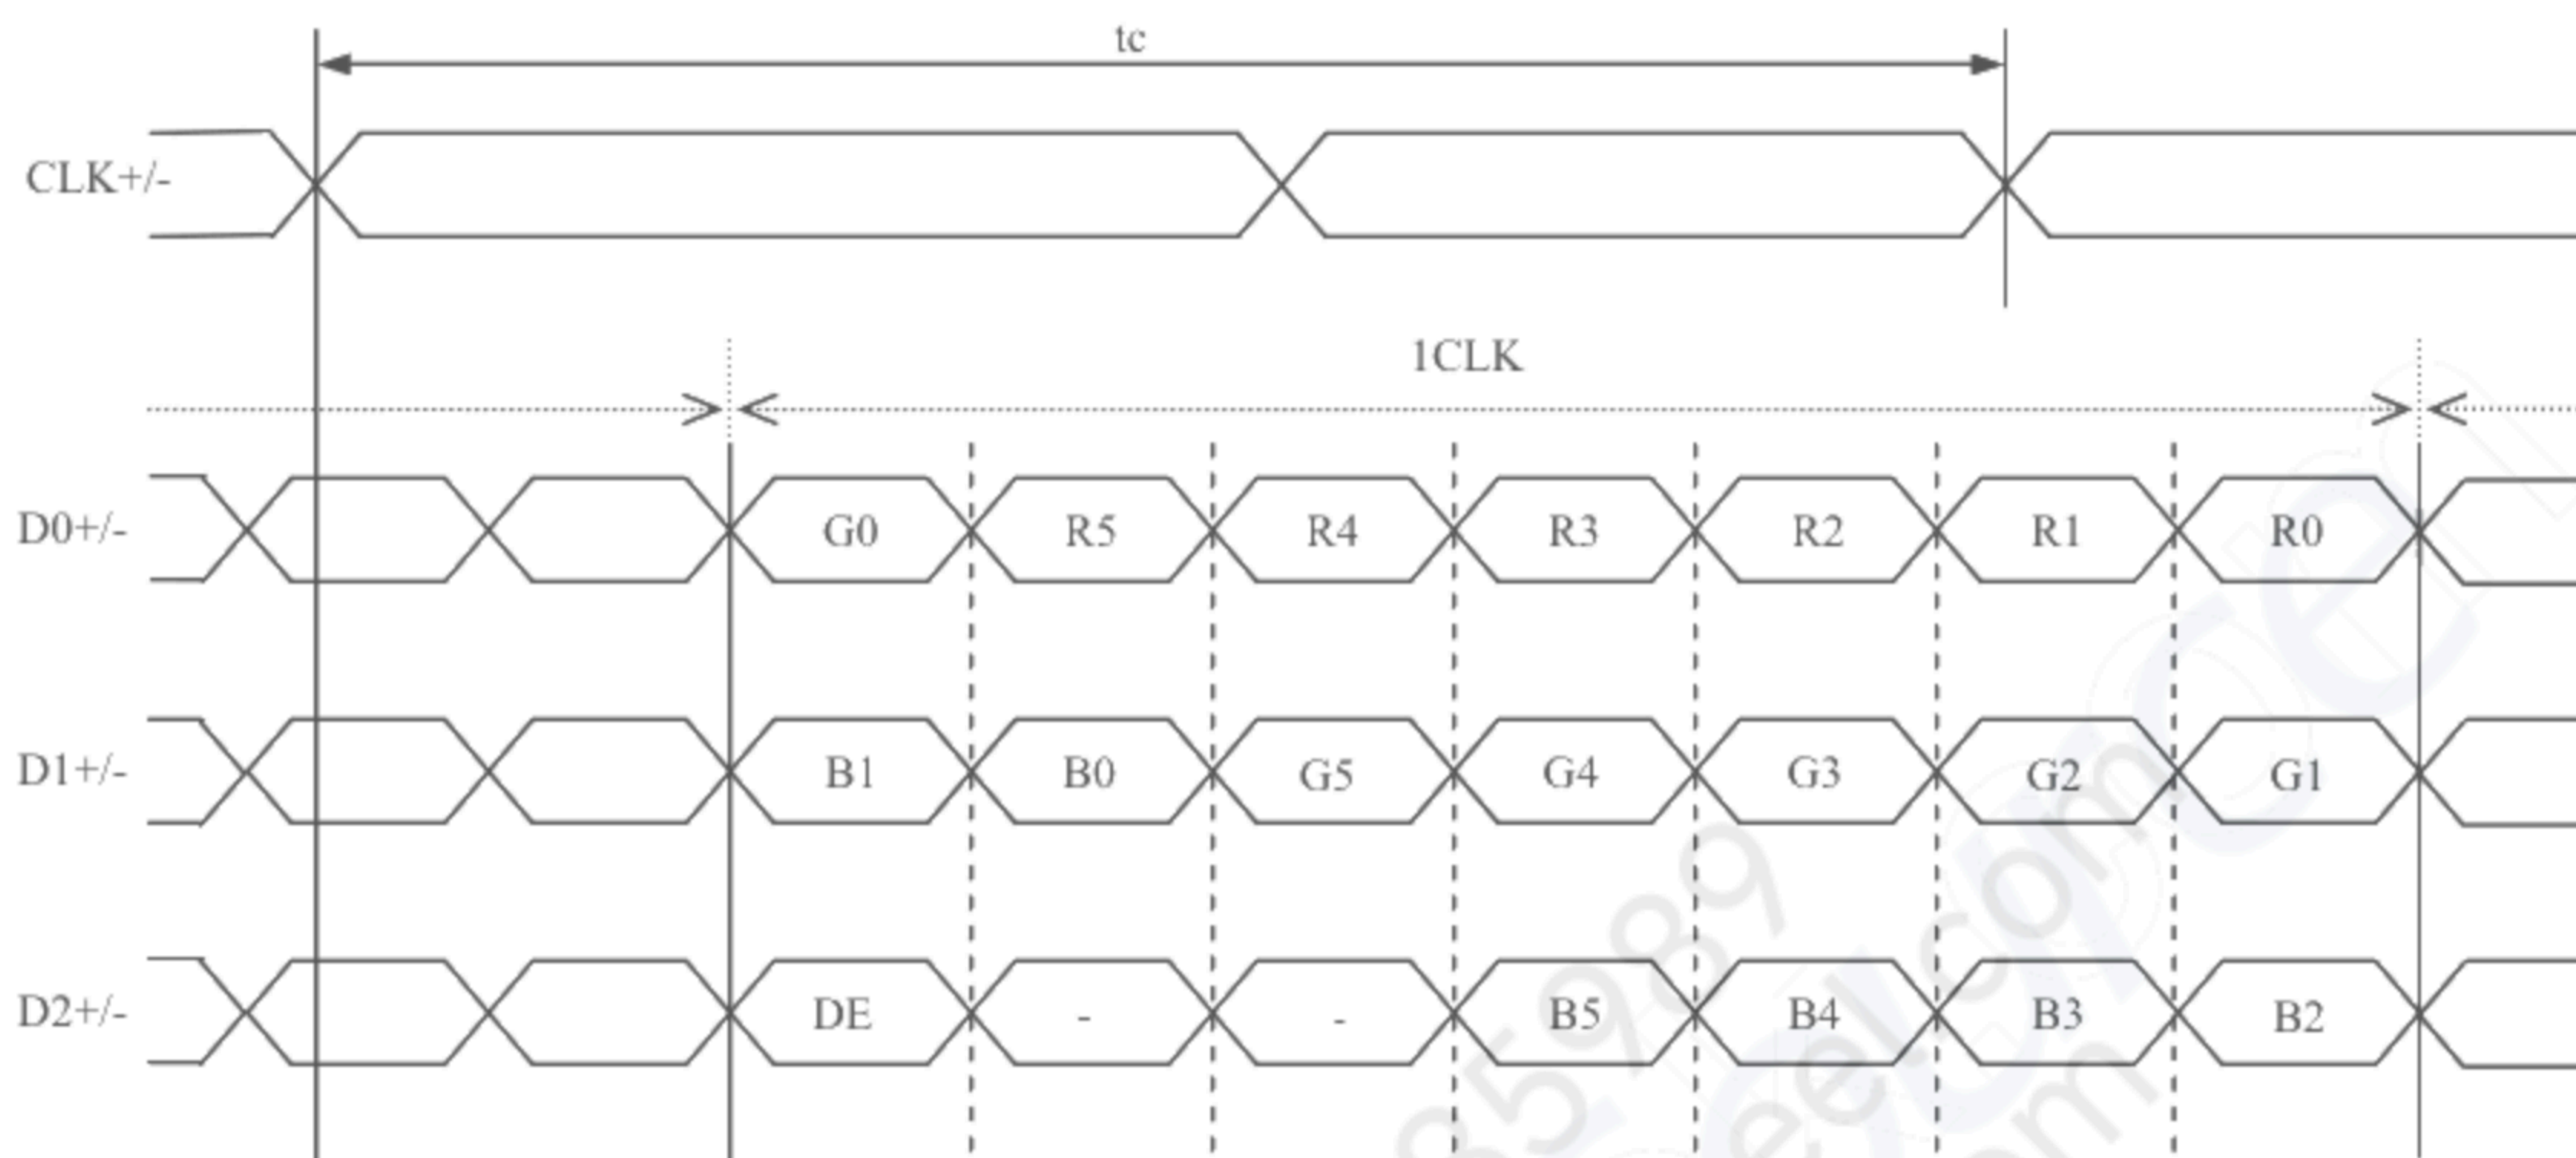 tc
CLK+/-
1CLK
D0+/- G0 R5 R4 R3 R2 R1 R0
D1+/- B1 B0 G5 G4 G3 G2 G1
D2+/- DE - - B5 B4 B3 B2